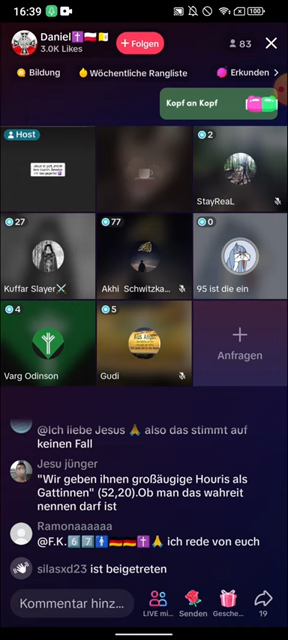 16:39
100
Daniel✝️🇵🇱
3.0K Likes
+ Folgen
83
Bildung
Wöchentliche Rangliste
Erkunden >
Kopf an Kopf
Host
2
StayReaL
27
Kuffar Slayer⚔
77
Akhi Schwitzka...
0
95 ist die ein
4
Varg Odinson
5
Gudi
Anfragen
@Ich liebe Jesus 🙏 also das stimmt auf
keinen Fall
Jesu jünger
"Wir geben ihnen großäugige Houris als
Gattinnen" (52,20).Ob man das wahreit
nennen darf ist
Ramonaaaaaa
@F.K.6️⃣7️⃣🚹🇩🇪🇩🇪✝️🙏 ich rede von euch
silasxd23 ist beigetreten
Kommentar hinz...
LIVE mi...
Senden
Gesche...
19